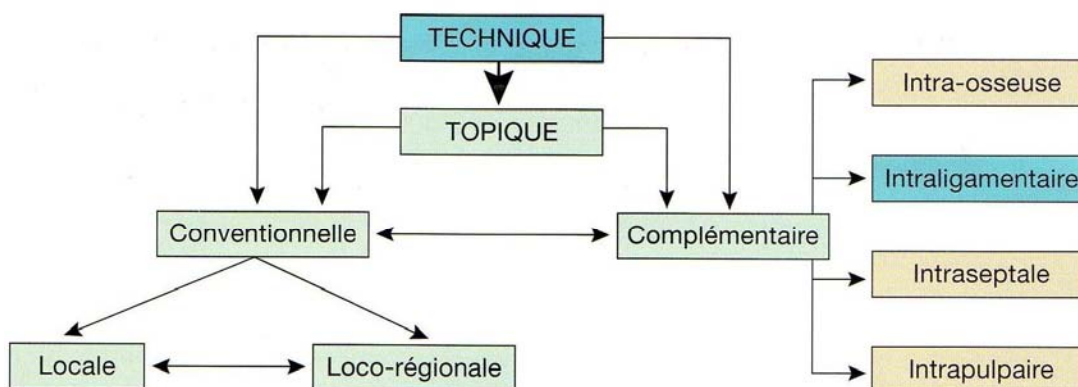 TECHNIQUE
TOPIQUE
Conventionnelle
Complémentaire
Locale
Loco-régionale
Intra-osseuse
Intraligamentaire
Intraseptale
Intrapulpaire